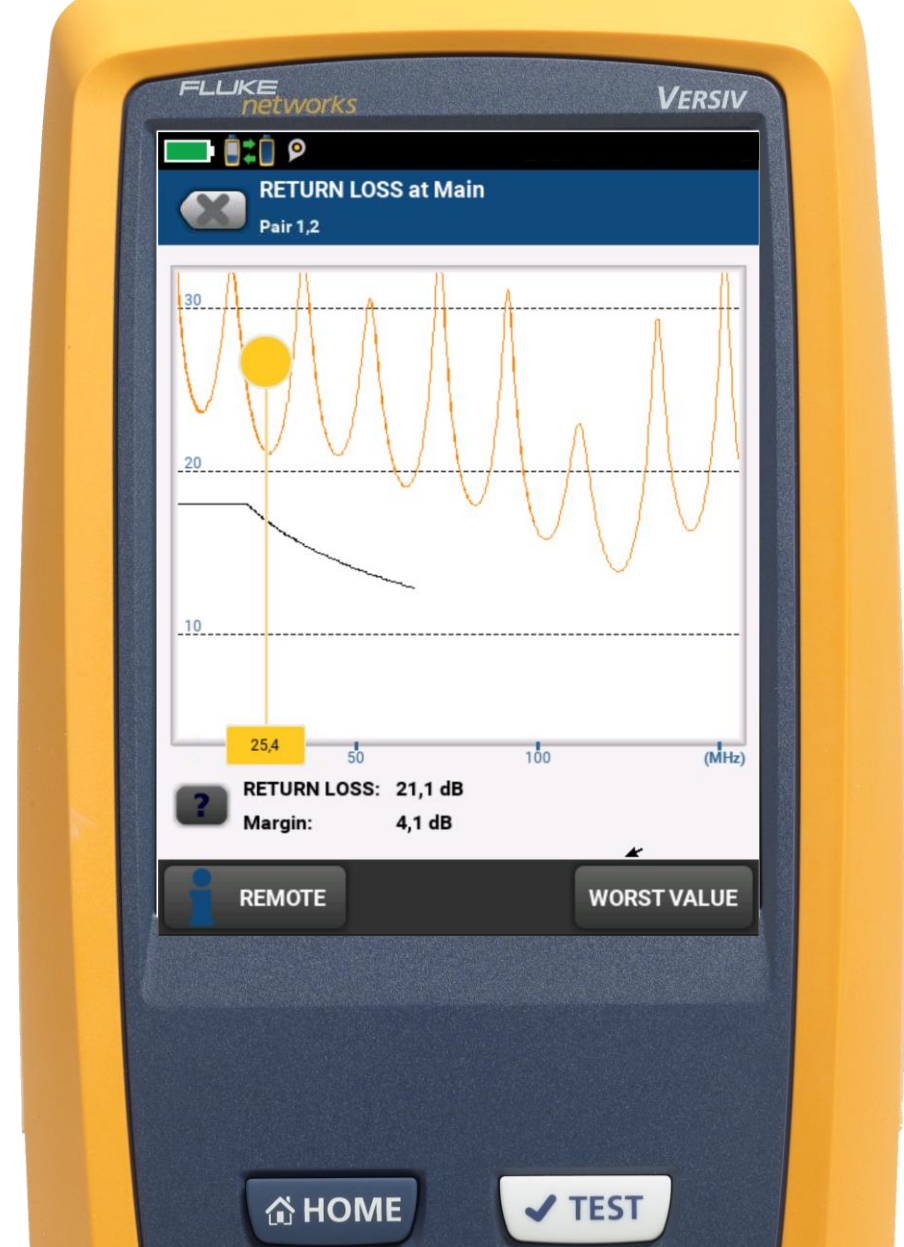 FLUKE
networks
VERSIV
RETURN LOSS at Main
Pair 1,2
30
20
10
25,4
50
100
(MHz)
?
RETURN LOSS: 21,1 dB
Margin: 4,1 dB
i REMOTE
WORST VALUE
HOME
TEST